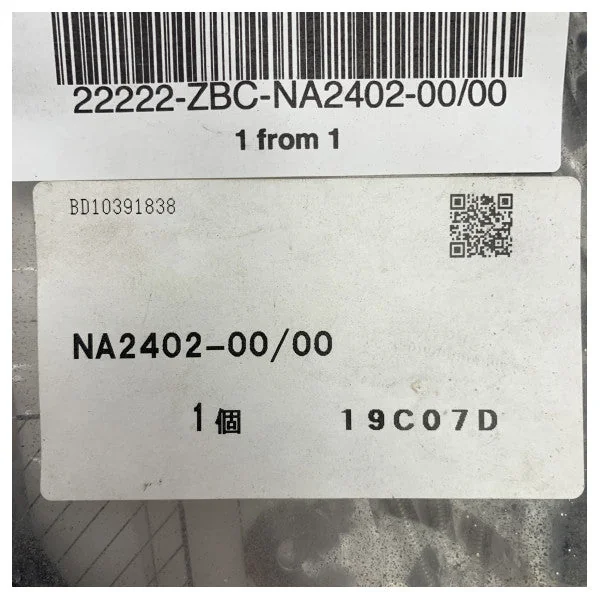 22222-ZBC-NA2402-00/00
1 from 1
BD10391838
NA2402-00/00
1個 19C07D